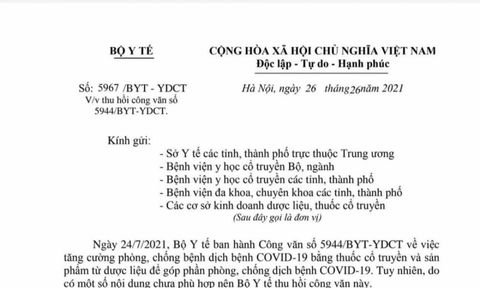 BỘ Y TẾ
CỘNG HÒA XÃ HỘI CHỦ NGHĨA VIỆT NAM
Độc lập - Tự do - Hạnh phúc
Số: 5967 /BYT - YDCT
Hà Nội, ngày 26 tháng26năm 2021
V/v thu hồi công văn số
5944/BYT-YDCT.
Kính gửi:
- Sở Y tế các tỉnh, thành phố trực thuộc Trung ương
- Bệnh viện y học cổ truyền Bộ, ngành
- Bệnh viện y học cổ truyền các tỉnh, thành phố
- Bệnh viện đa khoa, chuyên khoa các tỉnh, thành phố
- Các cơ sở kinh doanh dược liệu, thuốc cổ truyền
(Sau đây gọi là đơn vị)
Ngày 24/7/2021, Bộ Y tế ban hành Công văn số 5944/BYT-YDCT về việc
tăng cường phòng, chống bệnh dịch bệnh COVID-19 bằng thuốc cổ truyền và sản
phẩm từ dược liệu để góp phần phòng, chống dịch bệnh COVID-19. Tuy nhiên, do
có một số nội dung chưa phù hợp nên Bộ Y tế thu hồi công văn này.